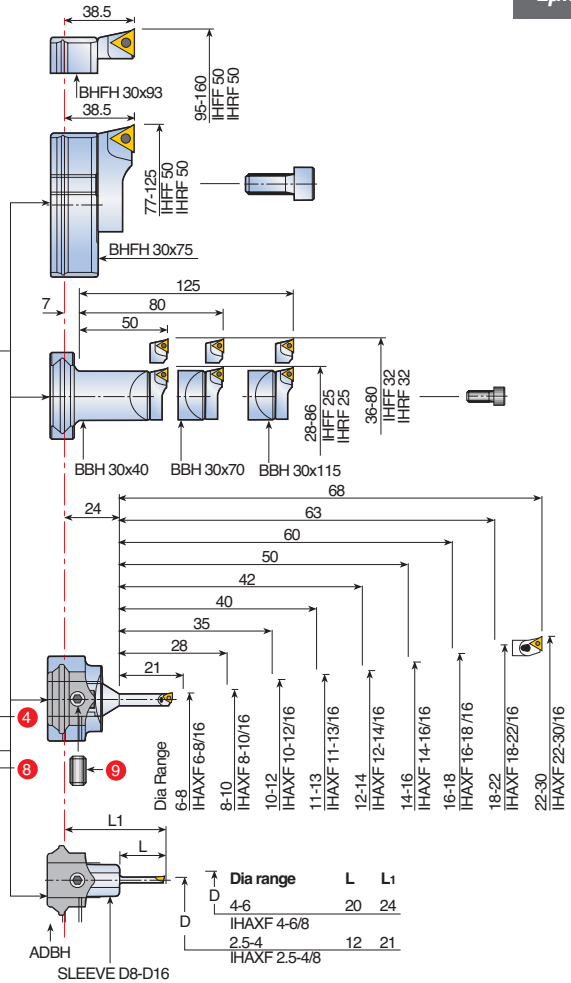 38.5
BHFH 30x93
95-160
IHFF 50
IHRF 50
38.5
77-125
IHFF 50
IHRF 50
BHFH 30x75
125
7
80
50
28-86
IHFF 25
IHRF 25
36-80
IHFF 32
IHRF 32
BBH 30x40
BBH 30x70
BBH 30x115
68
24
63
60
50
42
40
35
28
21
4
8
9
Dia Range
6-8
IHAXF 6-8/16
8-10
IHAXF 8-10/16
10-12
IHAXF 10-12/16
11-13
IHAXF 11-13/16
12-14
IHAXF 12-14/16
14-16
IHAXF 14-16/16
16-18
IHAXF 16-18 /16
18-22
IHAXF 18-22/16
22-30
IHAXF 22-30/16
L1
L
D
D
Dia range L L1
4-6 20 24
IHAXF 4-6/8
2.5-4 12 21
IHAXF 2.5-4/8
ADBH
SLEEVE D8-D16